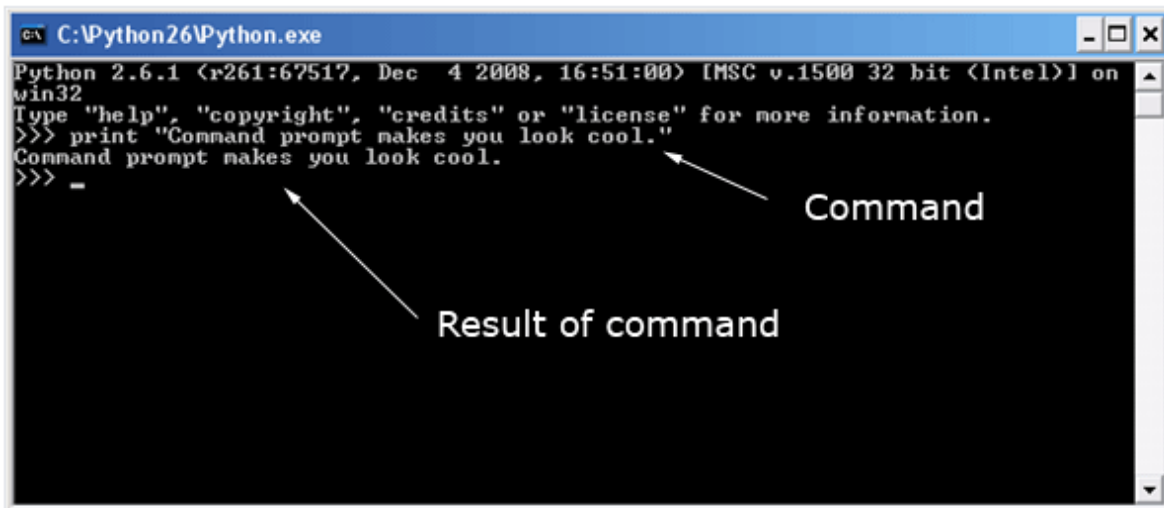 C:\Python26\Python.exe
Python 2.6.1 (r261:67517, Dec  4 2008, 16:51:00) [MSC v.1500 32 bit (Intel)] on
win32
Type "help", "copyright", "credits" or "license" for more information.
>>> print "Command prompt makes you look cool."
Command prompt makes you look cool.
>>> _
Command
Result of command